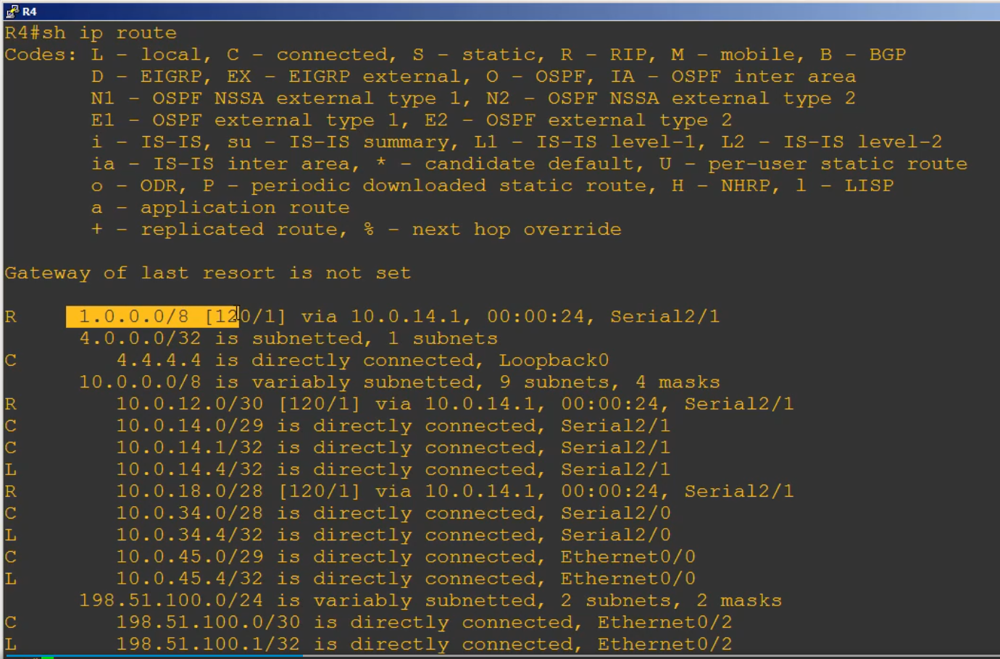 R4
R4#sh ip route
Codes: L - local, C - connected, S - static, R - RIP, M - mobile, B - BGP
D - EIGRP, EX - EIGRP external, O - OSPF, IA - OSPF inter area
N1 - OSPF NSSA external type 1, N2 - OSPF NSSA external type 2
E1 - OSPF external type 1, E2 - OSPF external type 2
i - IS-IS, su - IS-IS summary, L1 - IS-IS level-1, L2 - IS-IS level-2
ia - IS-IS inter area, * - candidate default, U - per-user static route
o - ODR, P - periodic downloaded static route, H - NHRP, l - LISP
a - application route
+ - replicated route, % - next hop override
Gateway of last resort is not set
R 1.0.0.0/8 [120/1] via 10.0.14.1, 00:00:24, Serial2/1
4.0.0.0/32 is subnetted, 1 subnets
C 4.4.4.4 is directly connected, Loopback0
10.0.0.0/8 is variably subnetted, 9 subnets, 4 masks
R 10.0.12.0/30 [120/1] via 10.0.14.1, 00:00:24, Serial2/1
C 10.0.14.0/29 is directly connected, Serial2/1
C 10.0.14.1/32 is directly connected, Serial2/1
L 10.0.14.4/32 is directly connected, Serial2/1
R 10.0.18.0/28 [120/1] via 10.0.14.1, 00:00:24, Serial2/1
C 10.0.34.0/28 is directly connected, Serial2/0
L 10.0.34.4/32 is directly connected, Serial2/0
C 10.0.45.0/29 is directly connected, Ethernet0/0
L 10.0.45.4/32 is directly connected, Ethernet0/0
198.51.100.0/24 is variably subnetted, 2 subnets, 2 masks
C 198.51.100.0/30 is directly connected, Ethernet0/2
L 198.51.100.1/32 is directly connected, Ethernet0/2